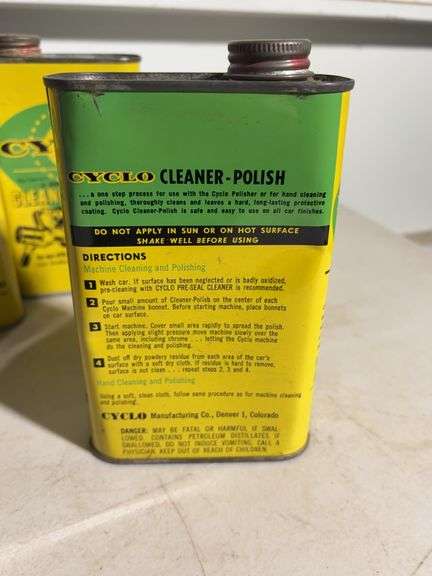 CYCLO CLEANER-POLISH
...a one step process for use with the Cyclo Polisher or for hand cleaning
and polishing, thoroughly cleans and leaves a hard, long-lasting protective
coating. Cyclo Cleaner-Polish is safe and easy to use on all car finishes.
DO NOT APPLY IN SUN OR ON HOT SURFACE
SHAKE WELL BEFORE USING
DIRECTIONS
Machine Cleaning and Polishing
1 Wash car. If surface has been neglected or is badly oxidized,
pre-cleaning with CYCLO PRE-SEAL CLEANER is recommended.
2 Pour small amount of Cleaner-Polish on the center of each
Cyclo Machine bonnet. Before starting machine, place bonnets
on car surface.
3 Start machine. Cover small area rapidly to spread the polish.
Then applying slight pressure move machine slowly over the
same area, including chrome . . . letting the Cyclo machine
do the cleaning and polishing.
4 Dust off dry powdery residue from each area of the car's
surface with a soft dry cloth. If residue is hard to remove,
surface is not clean . . . repeat steps 2, 3 and 4.
Hand Cleaning and Polishing
Using a soft, clean cloth, follow same procedure as for machine cleaning
and polishing.
CYCLO Manufacturing Co., Denver 1, Colorado
DANGER: MAY BE FATAL OR HARMFUL IF SWAL-
LOWED. CONTAINS PETROLEUM DISTILLATES. IF
SWALLOWED, DO NOT INDUCE VOMITING, CALL A
PHYSICIAN. KEEP OUT OF REACH OF CHILDREN.
CYC
CLEANE